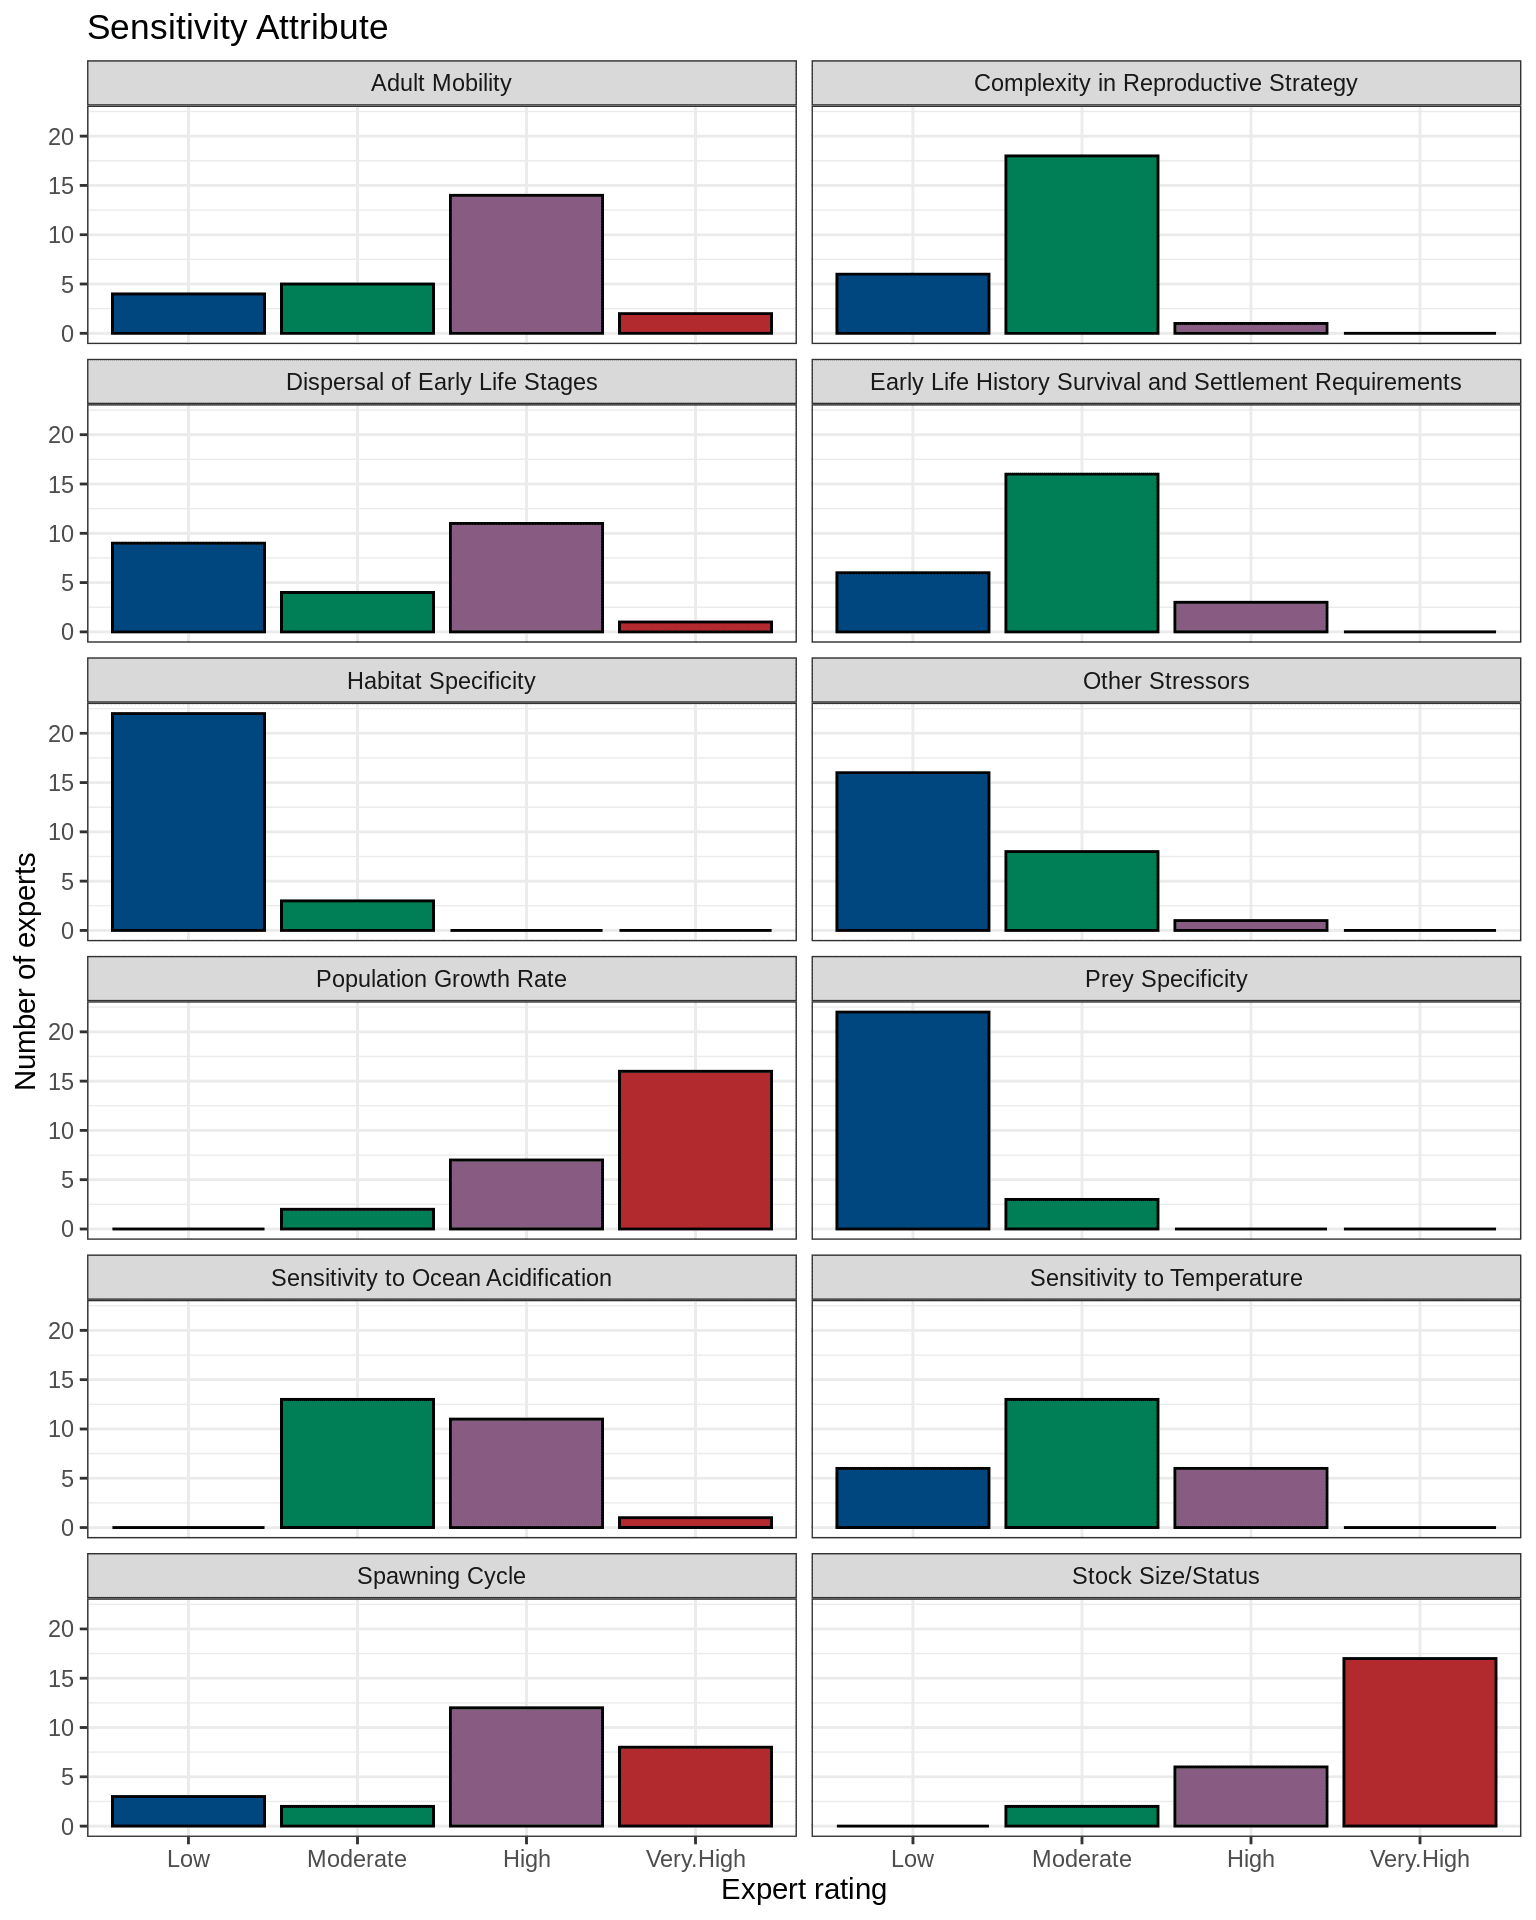 Sensitivity Attribute
Adult Mobility
Complexity in Reproductive Strategy
20
15
10
5
0
Dispersal of Early Life Stages
Early Life History Survival and Settlement Requirements
20
15
10
5
0
Habitat Specificity
Other Stressors
20
15
10
5
0
Number of experts
Population Growth Rate
Prey Specificity
20
15
10
5
0
Sensitivity to Ocean Acidification
Sensitivity to Temperature
20
15
10
5
0
Spawning Cycle
Stock Size/Status
20
15
10
5
0
Low Moderate High Very.High
Low Moderate High Very.High
Expert rating